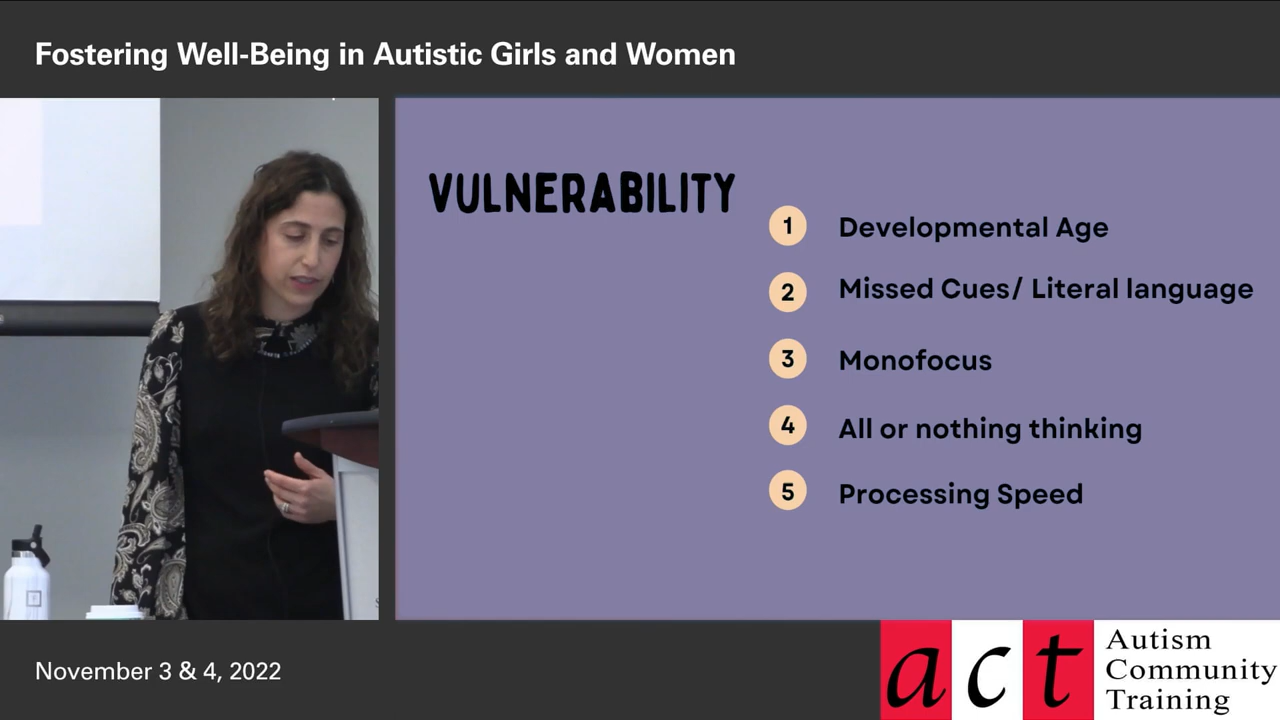 Fostering Well-Being in Autistic Girls and Women
VULNERABILITY
1 Developmental Age
2 Missed Cues/ Literal language
3 Monofocus
4 All or nothing thinking
5 Processing Speed
November 3 & 4, 2022
act
Autism
Community
Training